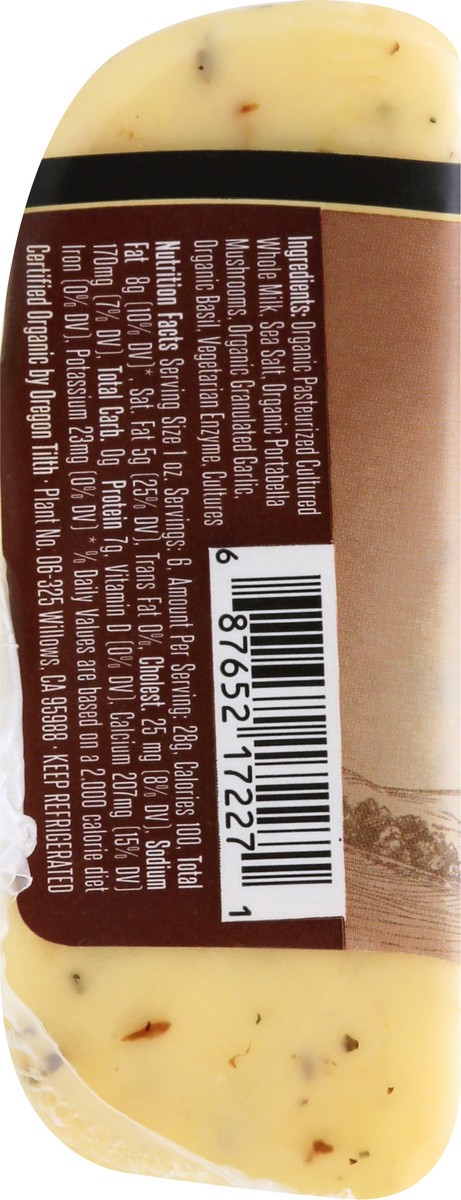 Ingredients: Organic Pasteurized Cultured
Whole Milk, Sea Salt, Organic Portabella
Mushrooms, Organic Granulated Garlic,
Organic Basil, Vegetarian Enzyme, Cultures
Nutrition Facts Serving Size 1 oz. Servings: 6 Amount Per Serving: 28g, Calories 100, Total
Fat 8g (10% DV)*, Sat. Fat 5g (25% DV), Trans Fat 0%, Cholest. 25 mg (8% DV), Sodium
170mg (7% DV), Total Carb. 0g Protein 7g, Vitamin D (0% DV) Calcium 207mg (15% DV)
Iron (0% DV), Potassium 23mg (0% DV) *% Daily Values are based on a 2,000 calorie diet
Certified Organic by Oregon Tilth · Plant No. 06-325 Willows, CA 95988 · KEEP REFRIGERATED
6 87652 17227 1